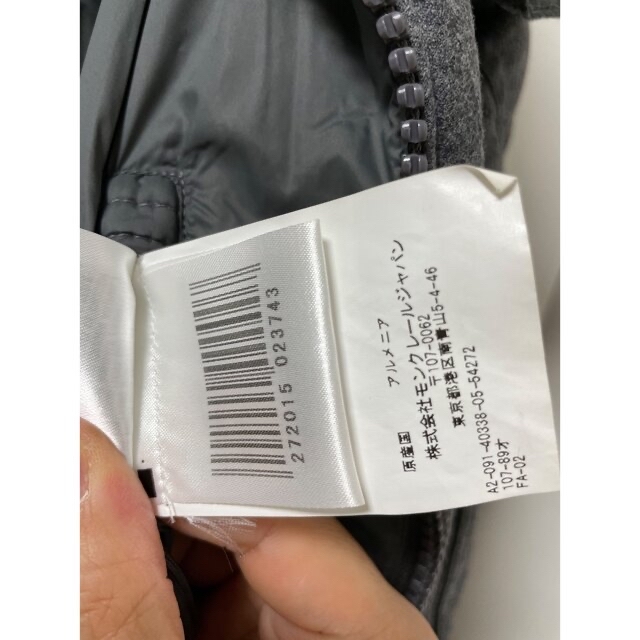 272015 023743
原産国 アルメニア
株式会社モンクレールジャパン
〒107-0062
東京都港区南青山5-4-46
A2-091-40338-05-54272
107-89オ
FA-02